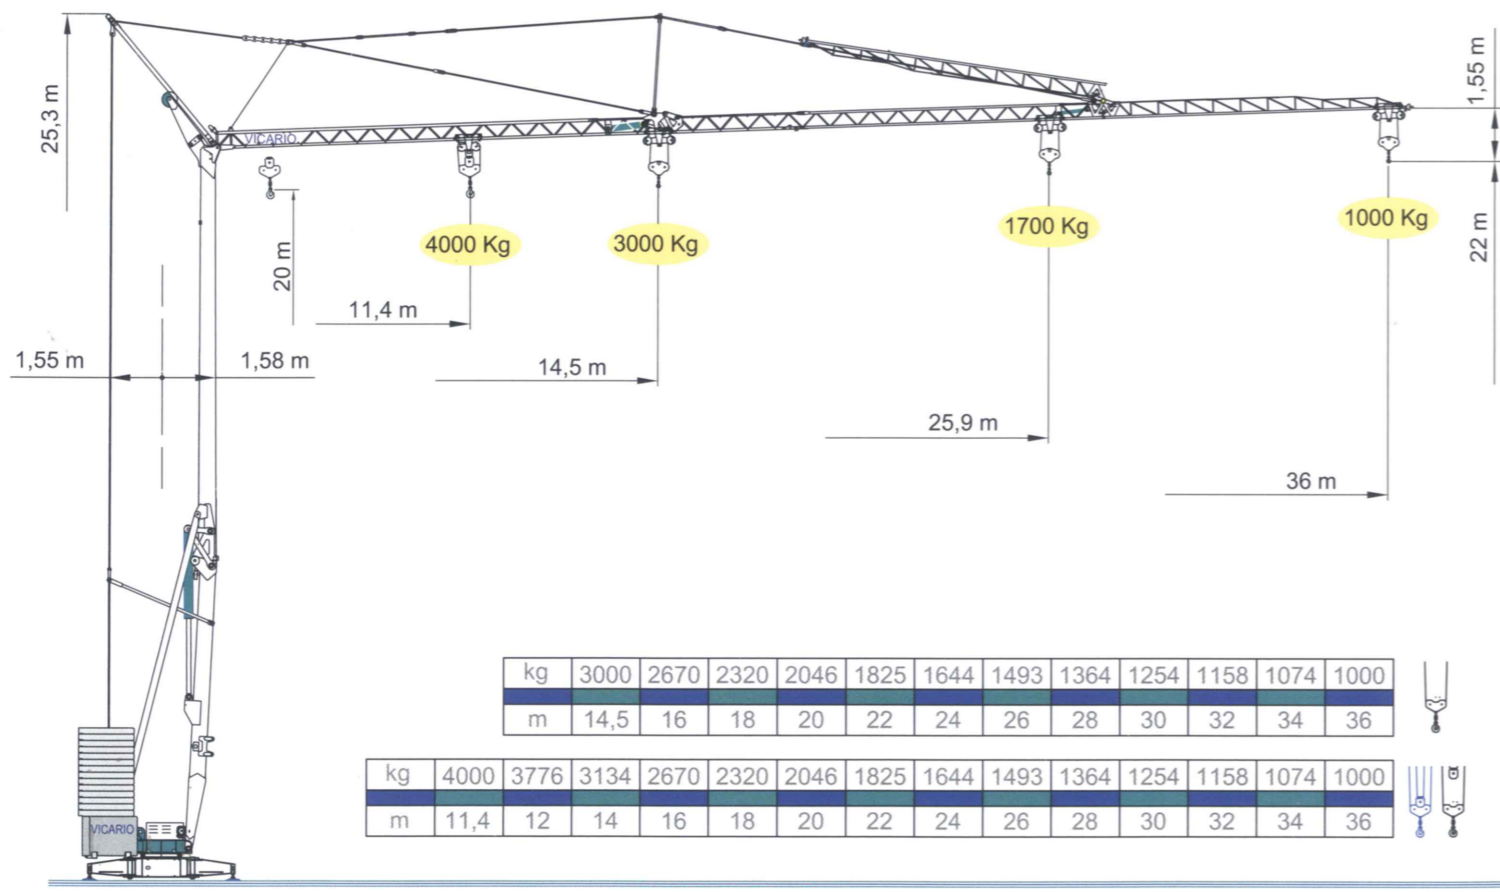 25,3 m
1,55 m
VICARIO
4000 Kg
3000 Kg
1700 Kg
1000 Kg
20 m
22 m
11,4 m
1,55 m
1,58 m
14,5 m
25,9 m
36 m
kg 3000 2670 2320 2046 1825 1644 1493 1364 1254 1158 1074 1000
m 14,5 16 18 20 22 24 26 28 30 32 34 36
kg 4000 3776 3134 2670 2320 2046 1825 1644 1493 1364 1254 1158 1074 1000
m 11,4 12 14 16 18 20 22 24 26 28 30 32 34 36
VICARIO